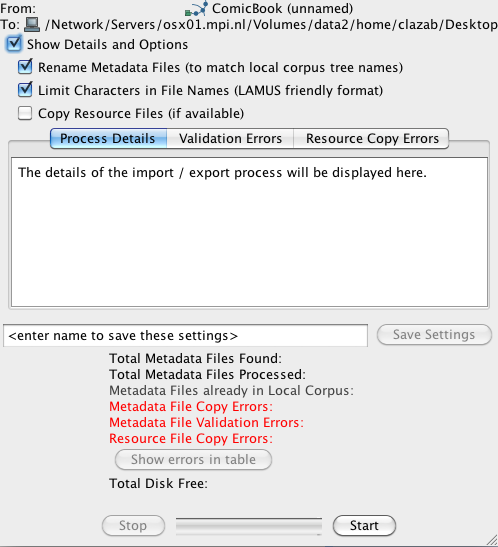 From: ComicBook (unnamed)
To: /Network/Servers/osx01.mpi.nl/Volumes/data2/home/clazab/Desktop
Show Details and Options
Rename Metadata Files (to match local corpus tree names)
Limit Characters in File Names (LAMUS friendly format)
Copy Resource Files (if available)
Process Details Validation Errors Resource Copy Errors
The details of the import / export process will be displayed here.
<enter name to save these settings> Save Settings
Total Metadata Files Found:
Total Metadata Files Processed:
Metadata Files already in Local Corpus:
Metadata File Copy Errors:
Metadata File Validation Errors:
Resource File Copy Errors:
Show errors in table
Total Disk Free:
Stop Start